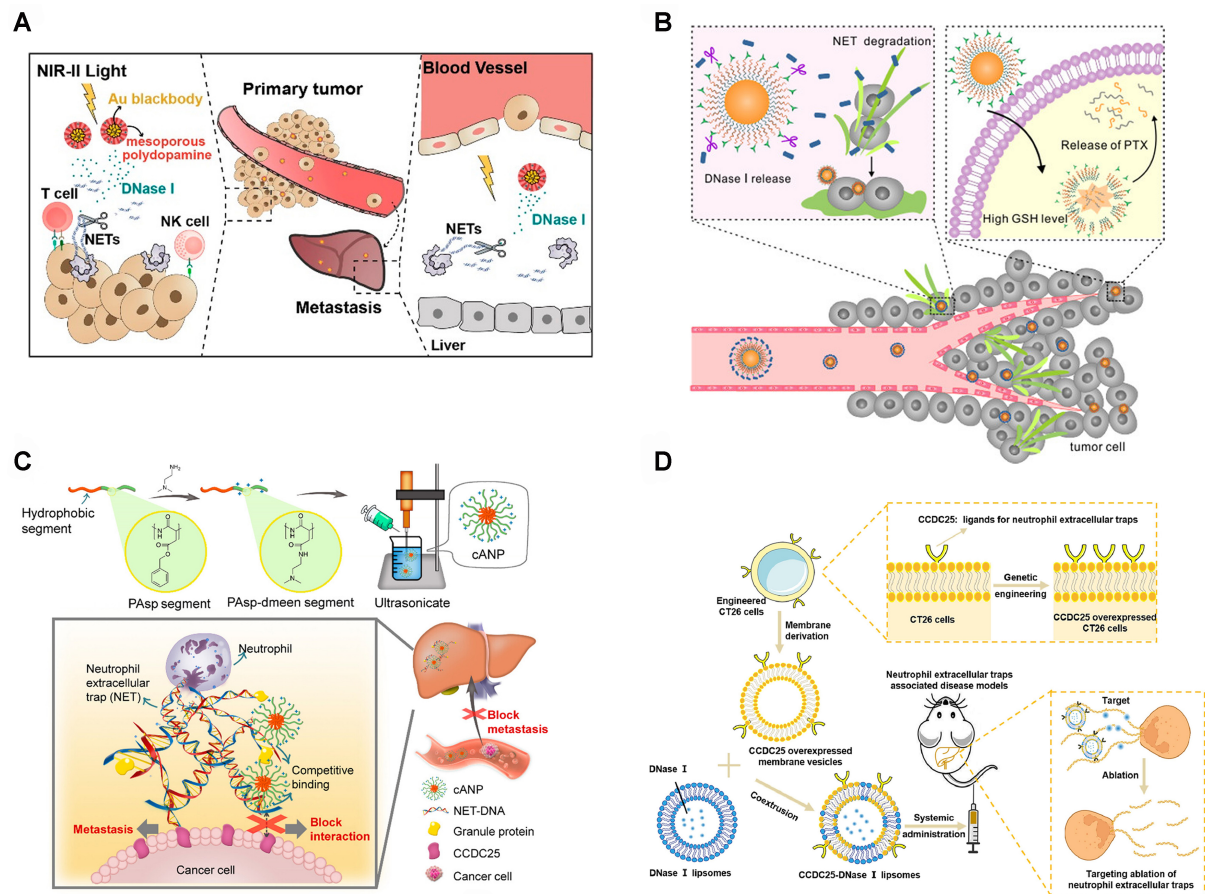 A
NIR-II Light
Au blackbody
mesoporous
polydopamine
DNase I
T cell
NETs
NK cell
Primary tumor
Metastasis
Blood Vessel
DNase I
NETs
Liver
B
NET degradation
DNase I release
Release of PTX
High GSH level
tumor cell
C
NH₂
N
Hydrophobic
segment
PAsp segment
PAsp-dmeen segment
Ultrasonicate
cANP
Neutrophil
Neutrophil
extracellular
trap (NET)
Competitive
binding
Metastasis
Block
interaction
Cancer cell
Block
metastasis
cANP
NET-DNA
Granule protein
CCDC25
Cancer cell
D
CCDC25: ligands for neutrophil extracellular traps
Genetic
engineering
CT26 cells
CCDC25 overexpressed
CT26 cells
Engineered
CT26 cells
Membrane
derivation
CCDC25 overexpressed
membrane vesicles
DNase I
Coextrusion
DNase I lipsomes
CCDC25-DNase I lipsomes
Systemic
administration
Neutrophil extracellular traps
associated disease models
Target
Ablation
Targeting ablation of
neutrophil extracellular traps